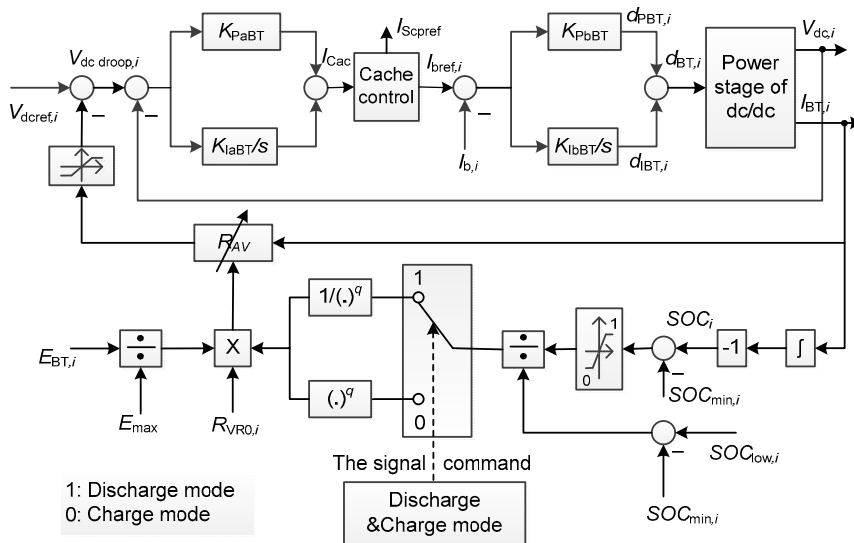 V_dcref,i
V_dc droop,i
−
−
K_PaBT
K_IaBT/s
I_Cac
I_Scpref
Cache
control
I_bref,i
−
I_b,i
K_PbBT
K_IbBT/s
d_PBT,i
d_BT,i
d_IBT,i
Power
stage of
dc/dc
V_dc,i
I_BT,i
R_AV
E_BT,i
÷
E_max
X
R_VR0,i
1/(.)^q
(.)^q
1
0
÷
1
0
SOC_i
−
SOC_min,i
-1
∫
SOC_low,i
−
SOC_min,i
The signal command
Discharge
&Charge mode
1: Discharge mode
0: Charge mode